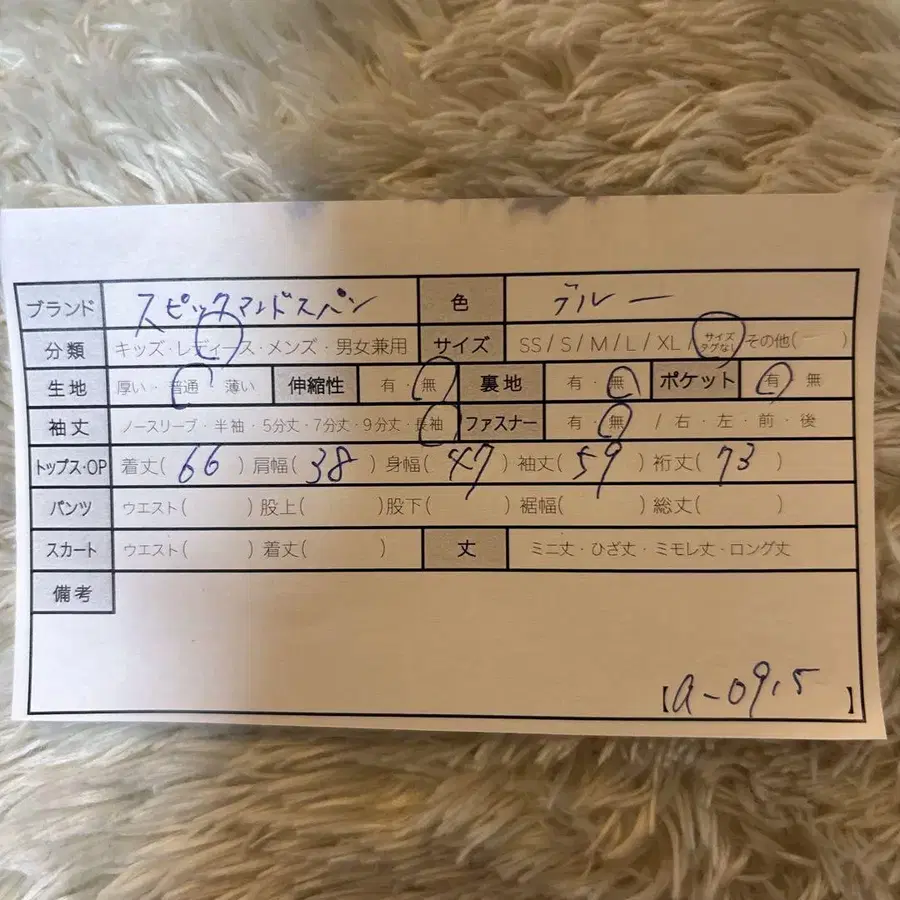 ブランド スピックアンドスパン 色 ブルー
分類 キッズ・レディース・メンズ・男女兼用 サイズ SS / S / M / L / XL / サイズタグなし / その他( )
生地 厚い・普通・薄い 伸縮性 有・無 裏地 有・無 ポケット 有・無
袖丈 ノースリーブ・半袖・5分丈・7分丈・9分丈・長袖 ファスナー 有・無 / 右・左・前・後
トップス・OP 着丈( 66 ) 肩幅( 38 ) 身幅( 47 ) 袖丈( 59 ) 裄丈( 73 )
パンツ ウエスト( ) 股上( ) 股下( ) 裾幅( ) 総丈( )
スカート ウエスト( ) 着丈( ) 丈 ミニ丈・ひざ丈・ミモレ丈・ロング丈
備考
【a-0915 】